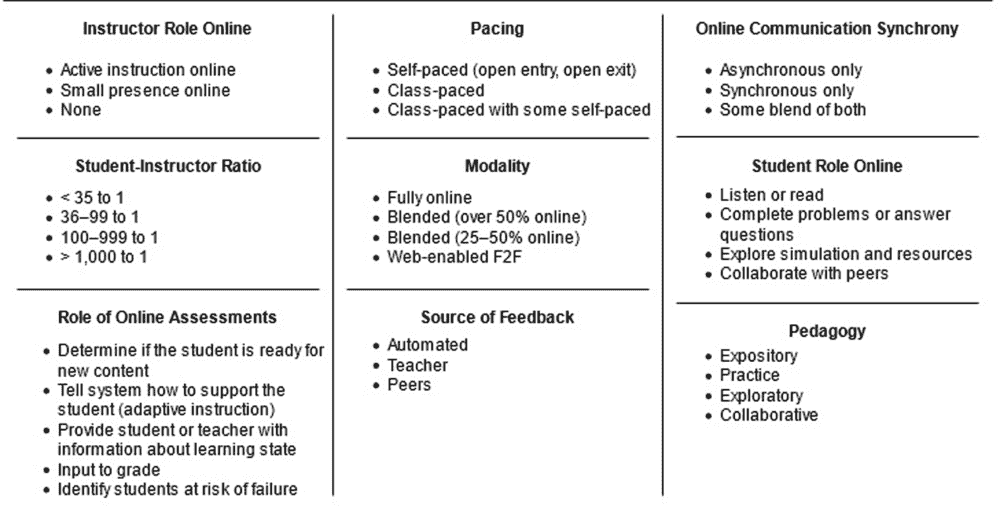 Instructor Role Online
• Active instruction online
• Small presence online
• None
Pacing
• Self-paced (open entry, open exit)
• Class-paced
• Class-paced with some self-paced
Online Communication Synchrony
• Asynchronous only
• Synchronous only
• Some blend of both
Student-Instructor Ratio
• < 35 to 1
• 36–99 to 1
• 100–999 to 1
• > 1,000 to 1
Modality
• Fully online
• Blended (over 50% online)
• Blended (25–50% online)
• Web-enabled F2F
Student Role Online
• Listen or read
• Complete problems or answer
questions
• Explore simulation and resources
• Collaborate with peers
Role of Online Assessments
• Determine if the student is ready for
new content
• Tell system how to support the
student (adaptive instruction)
• Provide student or teacher with
information about learning state
• Input to grade
• Identify students at risk of failure
Source of Feedback
• Automated
• Teacher
• Peers
Pedagogy
• Expository
• Practice
• Exploratory
• Collaborative